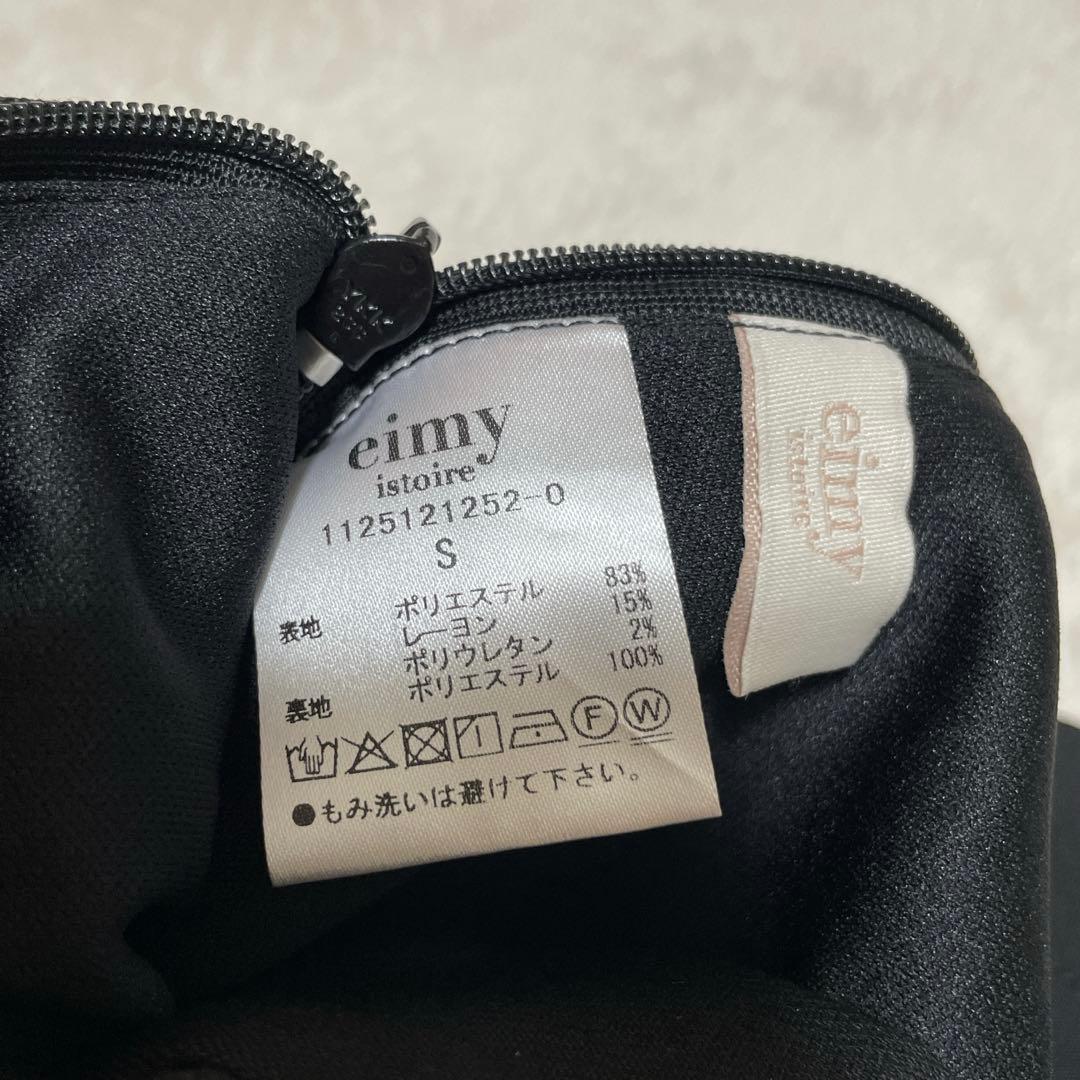 eimy
istoire
1125121252-0
S
表地 ポリエステル 83%
レーヨン 15%
ポリウレタン 2%
裏地 ポリエステル 100%
F W
●もみ洗いは避けて下さい。
eimy
istoire
YKK